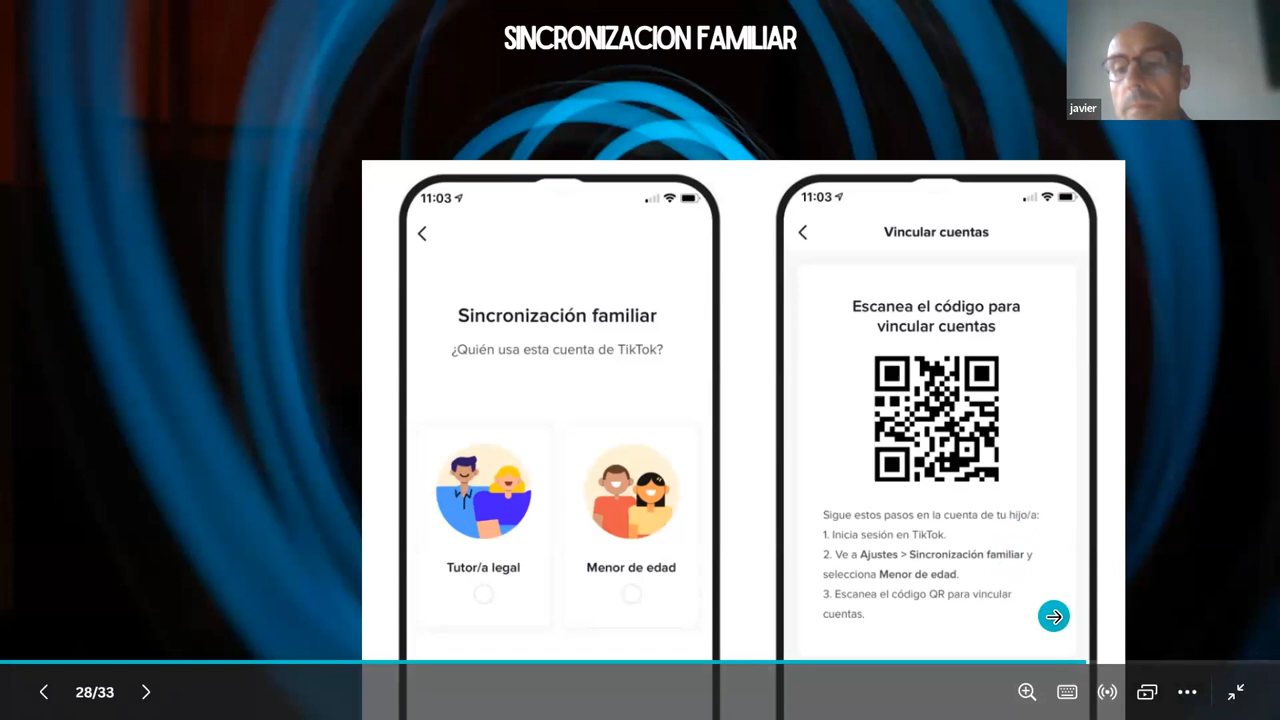 SINCRONIZACION FAMILIAR
javier
11:03
Sincronización familiar
¿Quién usa esta cuenta de TikTok?
Tutor/a legal
Menor de edad
11:03
Vincular cuentas
Escanea el código para
vincular cuentas
Sigue estos pasos en la cuenta de tu hijo/a:
1. Inicia sesión en TikTok.
2. Ve a Ajustes > Sincronización familiar y
selecciona Menor de edad.
3. Escanea el código QR para vincular
cuentas.
28/33